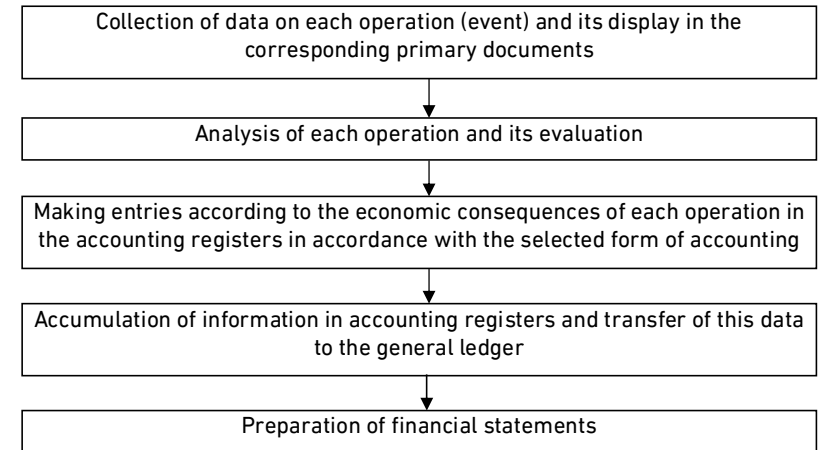 Collection of data on each operation (event) and its display in the
corresponding primary documents
Analysis of each operation and its evaluation
Making entries according to the economic consequences of each operation in
the accounting registers in accordance with the selected form of accounting
Accumulation of information in accounting registers and transfer of this data
to the general ledger
Preparation of financial statements